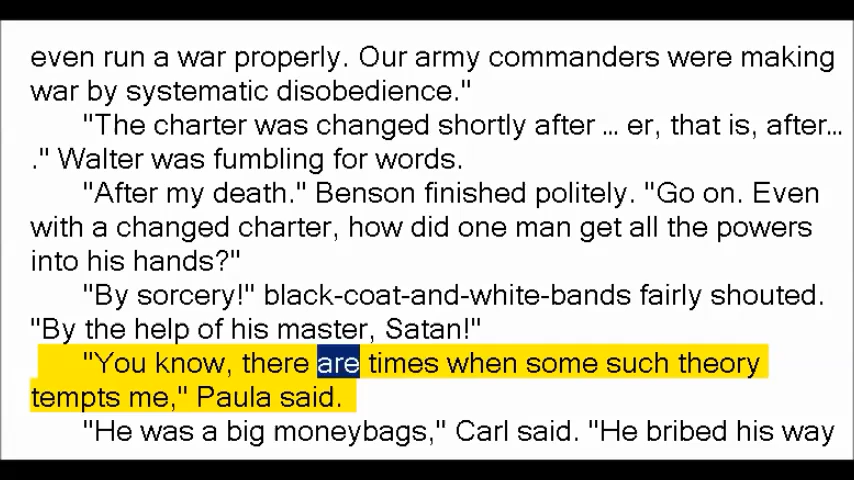 even run a war properly. Our army commanders were making
war by systematic disobedience."
"The charter was changed shortly after ... er, that is, after...
." Walter was fumbling for words.
"After my death." Benson finished politely. "Go on. Even
with a changed charter, how did one man get all the powers
into his hands?"
"By sorcery!" black-coat-and-white-bands fairly shouted.
"By the help of his master, Satan!"
"You know, there are times when some such theory
tempts me," Paula said.
"He was a big moneybags," Carl said. "He bribed his way